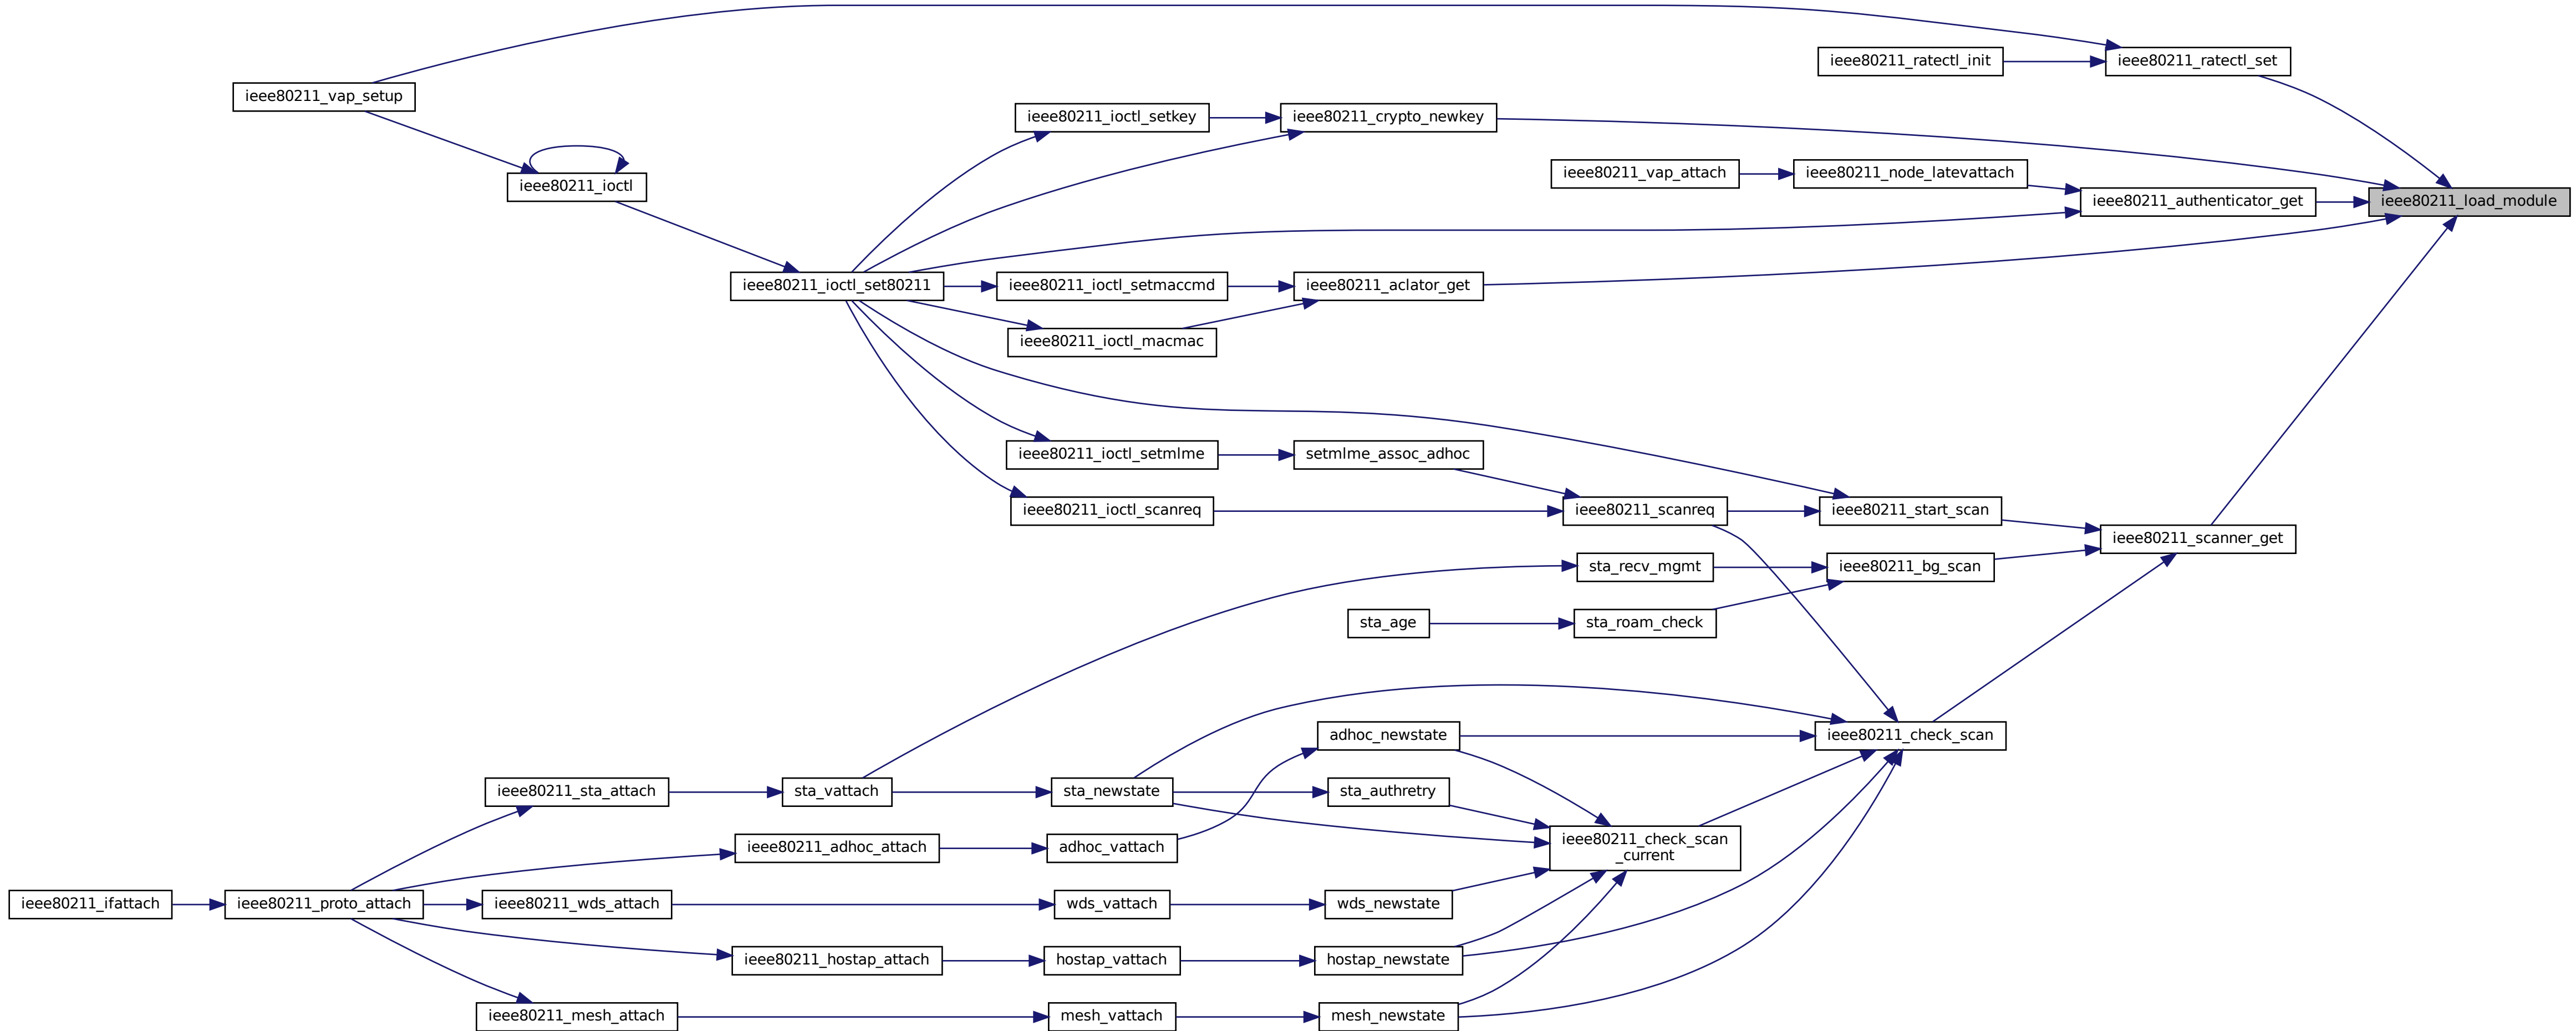 ieee80211_ratectl_init
ieee80211_ratectl_set
ieee80211_vap_setup
ieee80211_ioctl_setkey
ieee80211_crypto_newkey
ieee80211_vap_attach
ieee80211_node_latevattach
ieee80211_ioctl
ieee80211_authenticator_get
ieee80211_load_module
ieee80211_ioctl_set80211
ieee80211_ioctl_setmaccmd
ieee80211_aclator_get
ieee80211_ioctl_macmac
ieee80211_ioctl_setmlme
setmlme_assoc_adhoc
ieee80211_ioctl_scanreq
ieee80211_scanreq
ieee80211_start_scan
ieee80211_scanner_get
sta_recv_mgmt
ieee80211_bg_scan
sta_age
sta_roam_check
adhoc_newstate
ieee80211_check_scan
ieee80211_sta_attach
sta_vattach
sta_newstate
sta_authretry
ieee80211_adhoc_attach
adhoc_vattach
ieee80211_check_scan
_current
ieee80211_ifattach
ieee80211_proto_attach
ieee80211_wds_attach
wds_vattach
wds_newstate
ieee80211_hostap_attach
hostap_vattach
hostap_newstate
ieee80211_mesh_attach
mesh_vattach
mesh_newstate